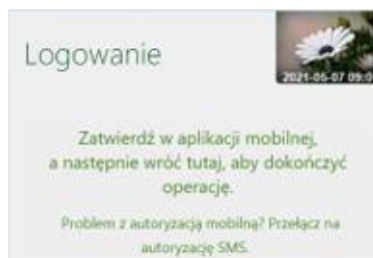 Logowanie
2021-05-07 09:0
Zatwierdź w aplikacji mobilnej,
a następnie wróć tutaj, aby dokończyć
operację.
Problem z autoryzacją mobilną? Przełącz na
autoryzację SMS.